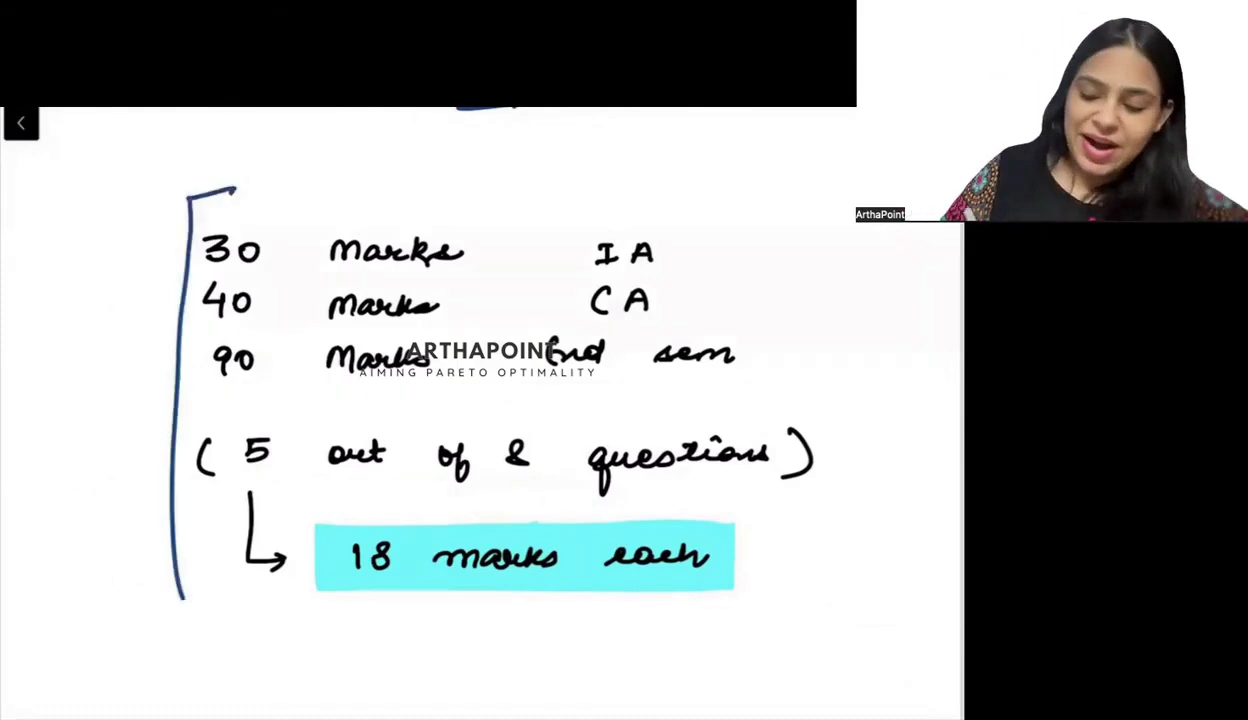 ArthaPoint
30 Marks IA
40 Marks CA
90 Marks End sem
ARTHAPOINT
AIMING PARETO OPTIMALITY
( 5 out of 8 questions )
18 marks each